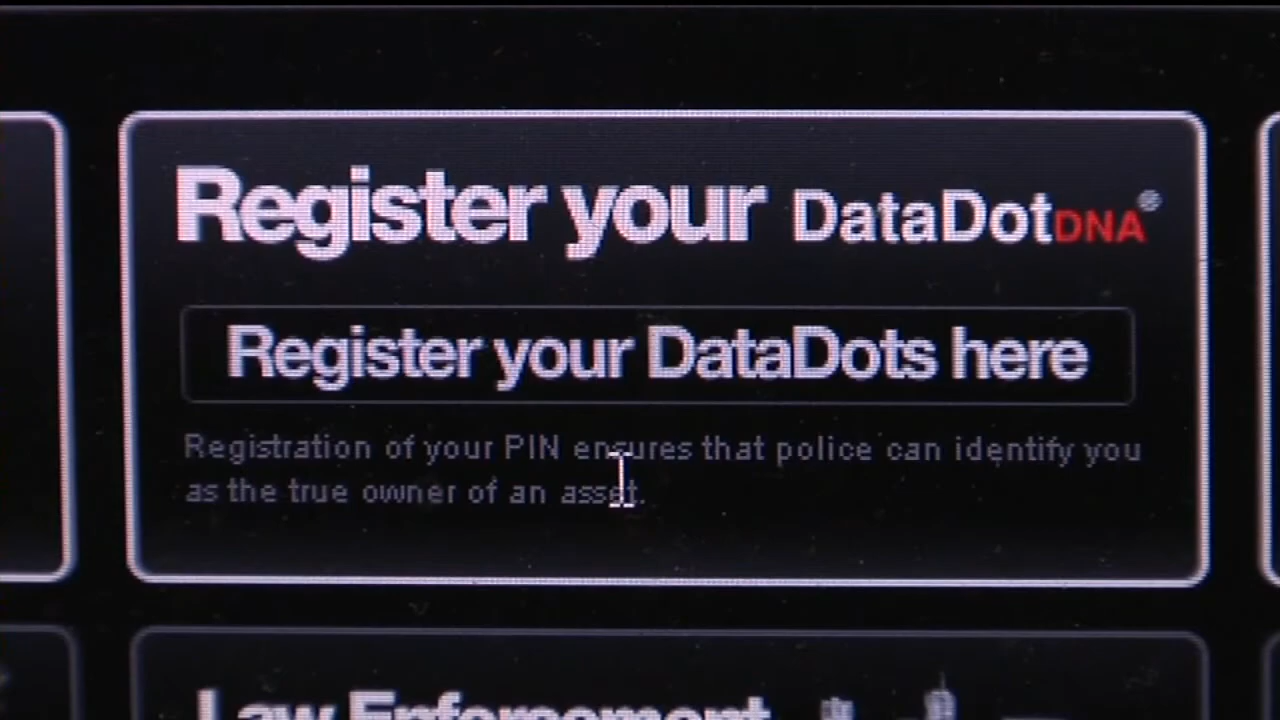 Register your DataDotDNA®
Register your DataDots here
Registration of your PIN ensures that police can identify you
as the true owner of an asset.
Law Enforcement